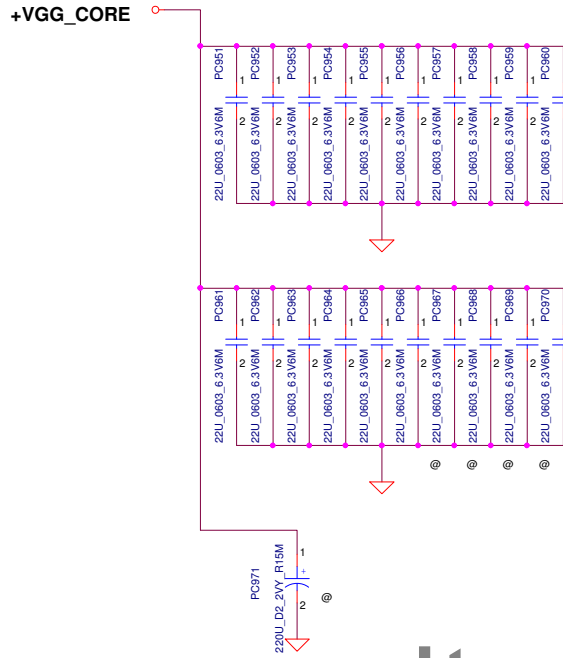 +VGG_CORE
PC951
PC952
PC953
PC954
PC955
PC956
PC957
PC958
PC959
PC960
1
1
1
1
1
1
1
1
1
2
2
2
2
2
2
2
2
2
22U_0603_6.3V6M
22U_0603_6.3V6M
22U_0603_6.3V6M
22U_0603_6.3V6M
22U_0603_6.3V6M
22U_0603_6.3V6M
22U_0603_6.3V6M
22U_0603_6.3V6M
22U_0603_6.3V6M
22U_0603_6.3V6M
PC961
PC962
PC963
PC964
PC965
PC966
PC967
PC968
PC969
PC970
1
1
1
1
1
1
1
1
1
2
2
2
2
2
2
2
2
2
22U_0603_6.3V6M
22U_0603_6.3V6M
22U_0603_6.3V6M
22U_0603_6.3V6M
22U_0603_6.3V6M
22U_0603_6.3V6M
22U_0603_6.3V6M
22U_0603_6.3V6M
22U_0603_6.3V6M
22U_0603_6.3V6M
@ @ @ @
PC971
220U_D2_2VY_R15M
1
+
2
@